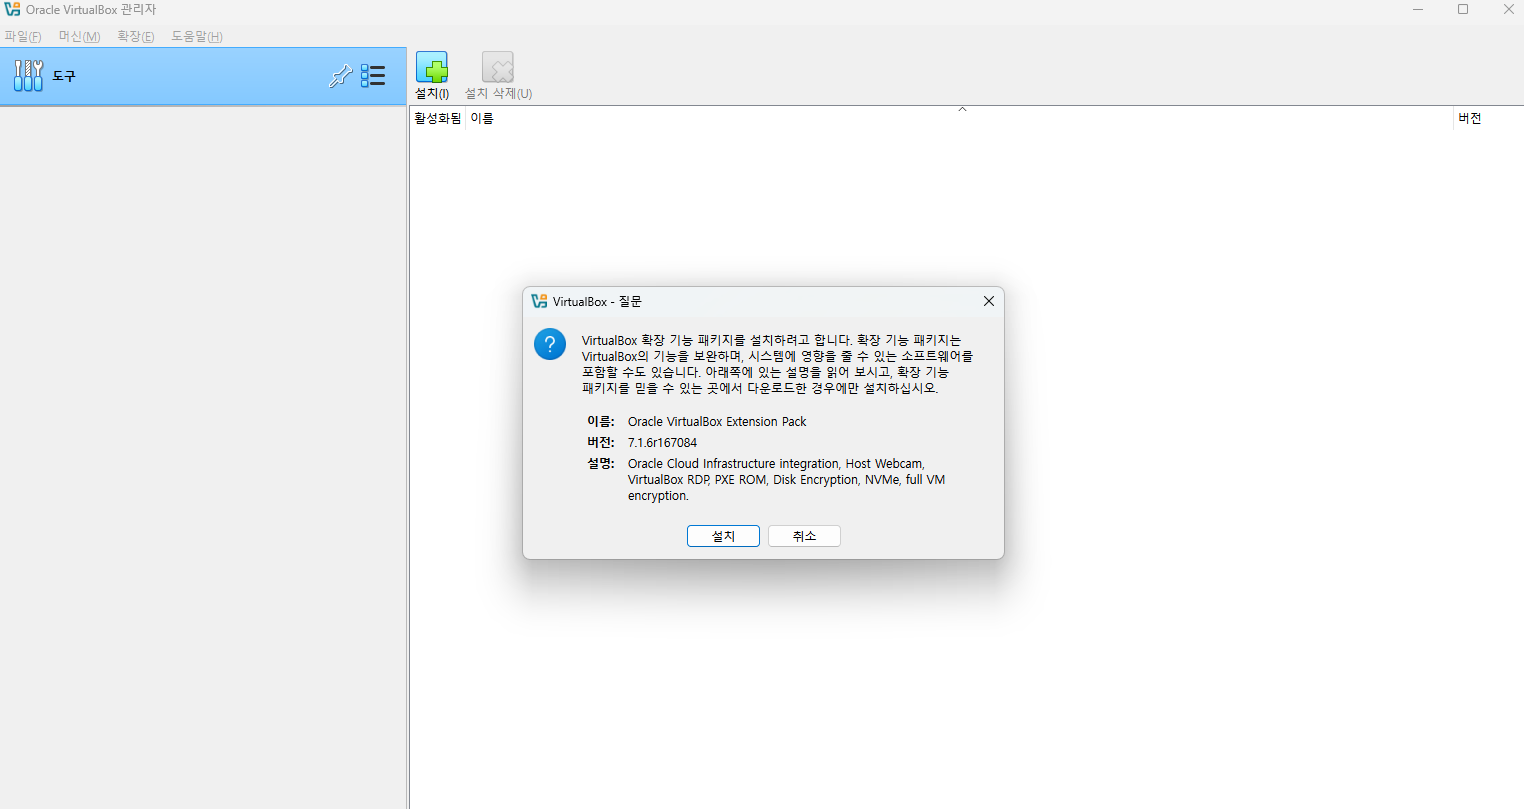 Oracle VirtualBox 관리자
파일(F) 머신(M) 확장(E) 도움말(H)
도구
설치(I) 설치 삭제(U)
활성화됨 이름 버전
VirtualBox - 질문
VirtualBox 확장 기능 패키지를 설치하려고 합니다. 확장 기능 패키지는
VirtualBox의 기능을 보완하며, 시스템에 영향을 줄 수 있는 소프트웨어를
포함할 수도 있습니다. 아래쪽에 있는 설명을 읽어 보시고, 확장 기능
패키지를 믿을 수 있는 곳에서 다운로드한 경우에만 설치하십시오.
이름: Oracle VirtualBox Extension Pack
버전: 7.1.6r167084
설명: Oracle Cloud Infrastructure integration, Host Webcam,
VirtualBox RDP, PXE ROM, Disk Encryption, NVMe, full VM
encryption.
설치 취소